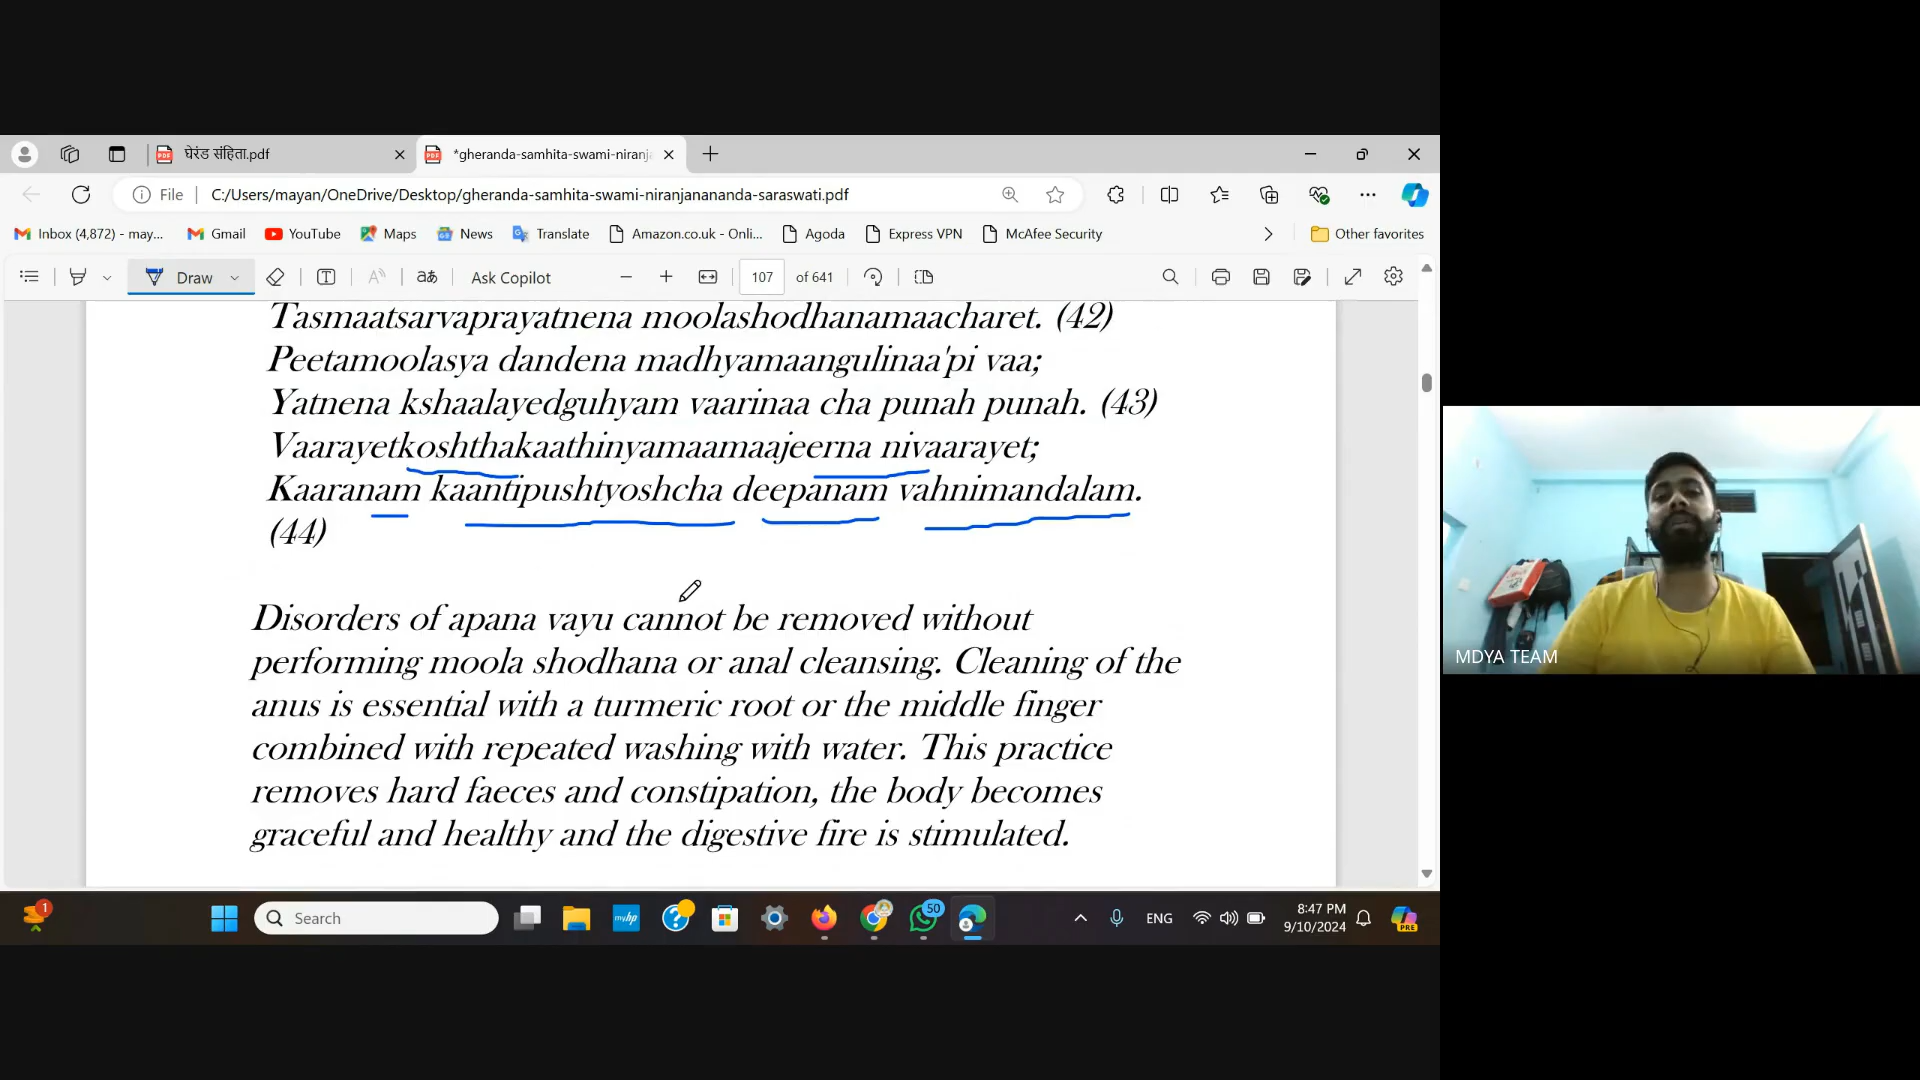 घेरंड संहिता.pdf
*gheranda-samhita-swami-niranj
File C:/Users/mayan/OneDrive/Desktop/gheranda-samhita-swami-niranjanananda-saraswati.pdf
Inbox (4,872) - may... Gmail YouTube Maps News Translate Amazon.co.uk - Onli... Agoda Express VPN McAfee Security Other favorites
Draw aあ Ask Copilot 107 of 641
Tasmaatsarvaprayatnena moolashodhanamaacharet. (42)
Peetamoolasya dandena madhyamaangulinaa'pi vaa;
Yatnena kshaalayedguhyam vaarinaa cha punah punah. (43)
Vaarayetkoshthakaathinyamaamaajeerna nivaarayet;
Kaaranam kaantipushtyoshcha deepanam vahnimandalam.
(44)
Disorders of apana vayu cannot be removed without
performing moola shodhana or anal cleansing. Cleaning of the
anus is essential with a turmeric root or the middle finger
combined with repeated washing with water. This practice
removes hard faeces and constipation, the body becomes
graceful and healthy and the digestive fire is stimulated.
MDYA TEAM
1 Search myhp 50 ENG 8:47 PM PRE
9/10/2024